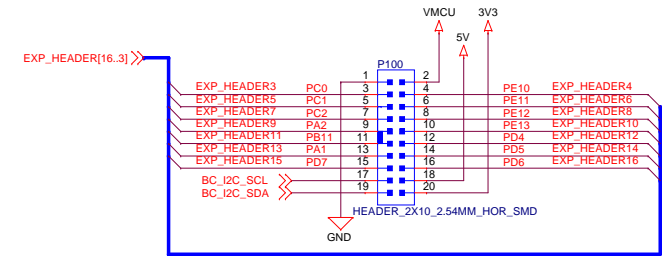 VMCU 3V3
5V
EXP_HEADER[16..3]
P100
1 2
EXP_HEADER3 PC0 3 4 PE10 EXP_HEADER4
EXP_HEADER5 PC1 5 6 PE11 EXP_HEADER6
EXP_HEADER7 PC2 7 8 PE12 EXP_HEADER8
EXP_HEADER9 PA2 9 10 PE13 EXP_HEADER10
EXP_HEADER11 PB11 11 12 PD4 EXP_HEADER12
EXP_HEADER13 PA1 13 14 PD5 EXP_HEADER14
EXP_HEADER15 PD7 15 16 PD6 EXP_HEADER16
BC_I2C_SCL 17 18
BC_I2C_SDA 19 20
HEADER_2X10_2.54MM_HOR_SMD
GND